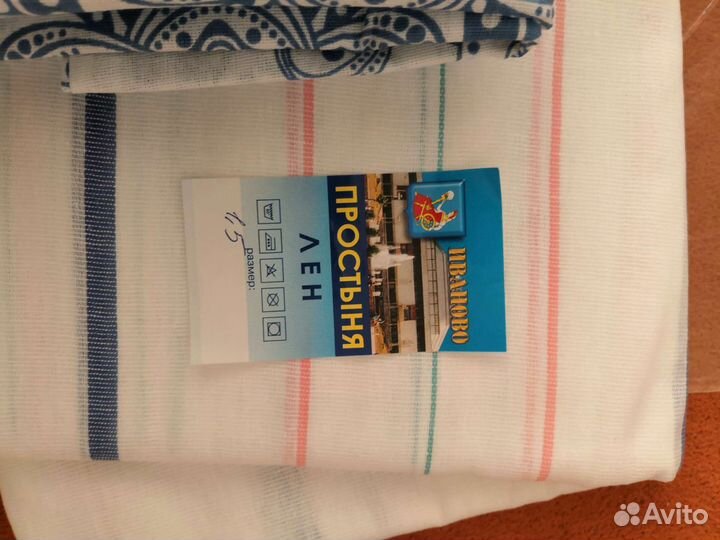 ИВАНОВО
ПРОСТЫНЯ
ЛЕН
размер:
1,5
Avito